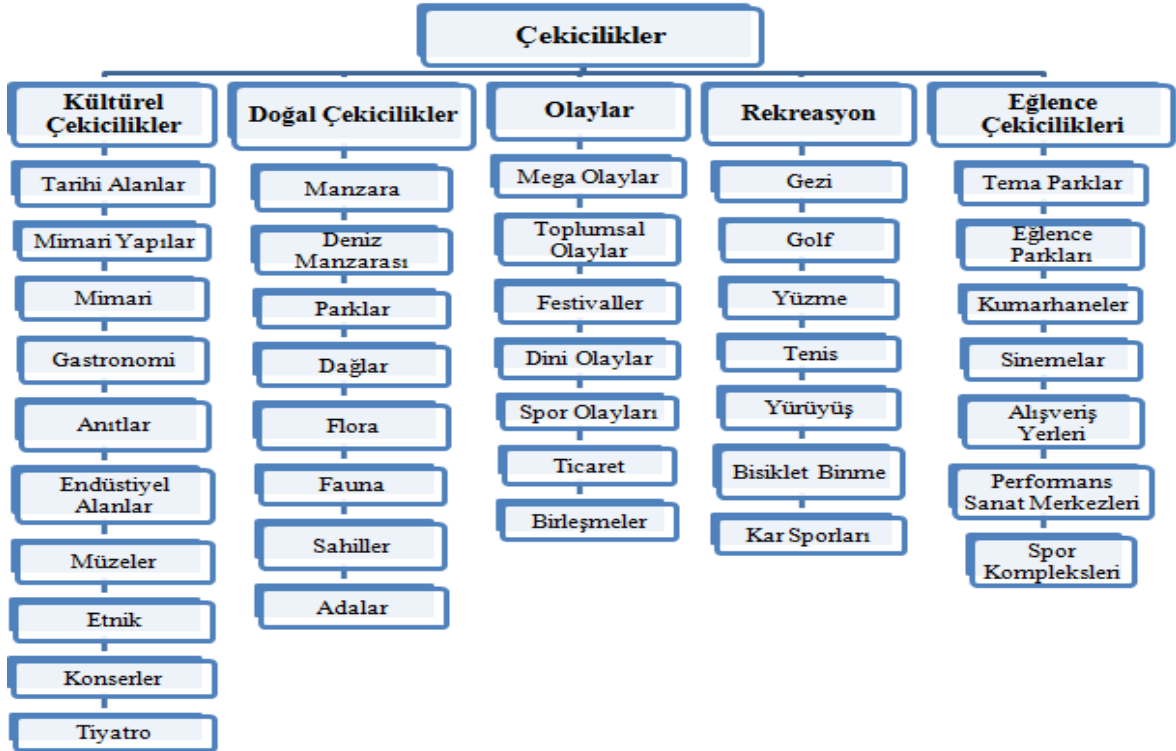 Çekicilikler
Kültürel
Çekicilikler
Tarihi Alanlar
Mimari Yapılar
Mimari
Gastronomi
Anıtlar
Endüstiyel
Alanlar
Müzeler
Etnik
Konserler
Tiyatro
Doğal Çekicilikler
Manzara
Deniz
Manzarası
Parklar
Dağlar
Flora
Fauna
Sahiller
Adalar
Olaylar
Mega Olaylar
Toplumsal
Olaylar
Festivaller
Dini Olaylar
Spor Olayları
Ticaret
Birleşmeler
Rekreasyon
Gezi
Golf
Yüzme
Tenis
Yürüyüş
Bisiklet Binme
Kar Sporları
Eğlence
Çekicilikleri
Tema Parklar
Eğlence
Parkları
Kumarhaneler
Sinemelar
Alışveriş
Yerleri
Performans
Sanat Merkezleri
Spor
Kompleksleri